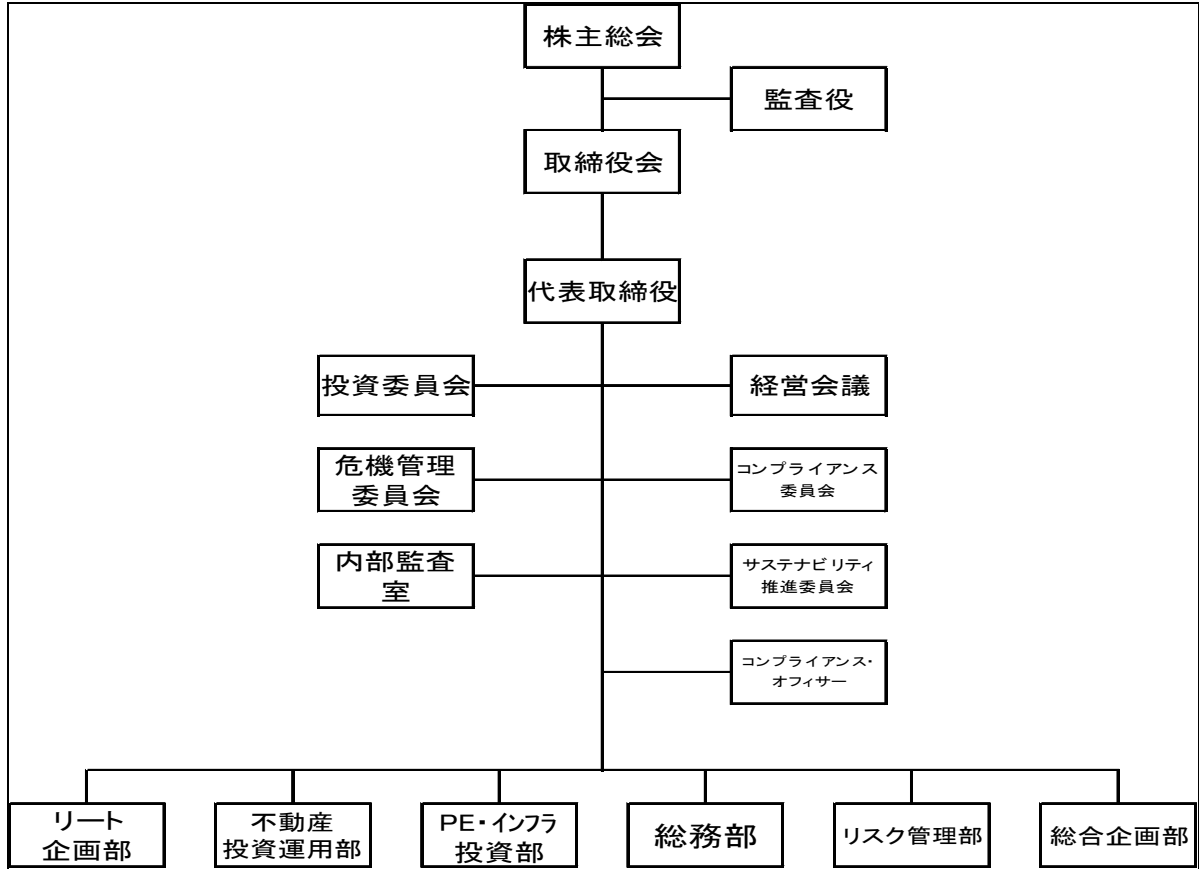 株主総会
監査役
取締役会
代表取締役
投資委員会
経営会議
危機管理
委員会
コンプライアンス
委員会
内部監査
室
サステナビリティ
推進委員会
コンプライアンス・
オフィサー
リート
企画部
不動産
投資運用部
PE・インフラ
投資部
総務部
リスク管理部
総合企画部